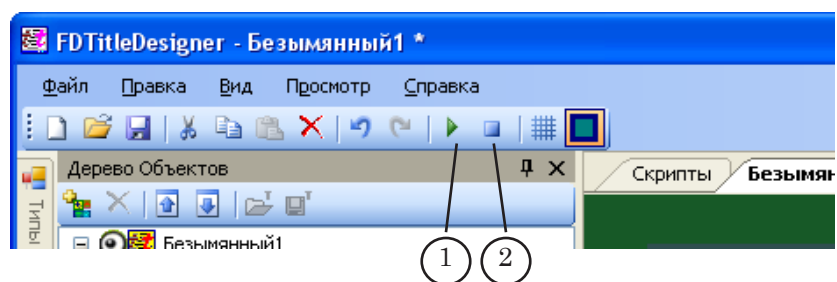 FDTitleDesigner - Безымянный1 *
Файл Правка Вид Просмотр Справка
Дерево Объектов
Скрипты Безымян
Типы
Безымянный1
1 2